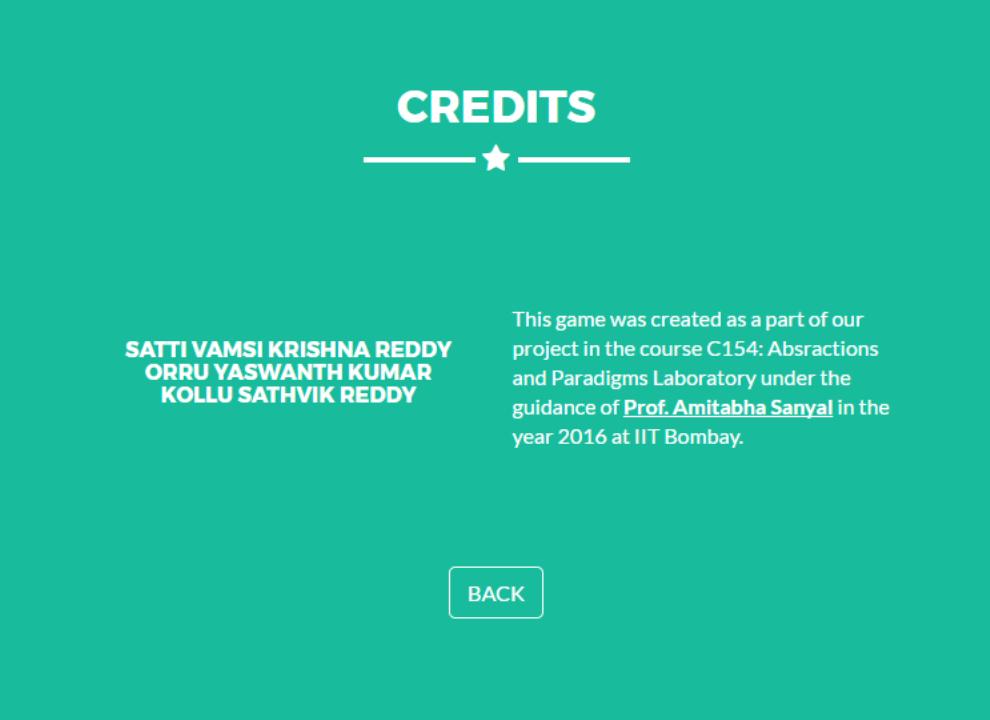 CREDITS
SATTI VAMSI KRISHNA REDDY
ORRU YASWANTH KUMAR
KOLLU SATHVIK REDDY
This game was created as a part of our
project in the course C154: Absractions
and Paradigms Laboratory under the
guidance of Prof. Amitabha Sanyal in the
year 2016 at IIT Bombay.
BACK